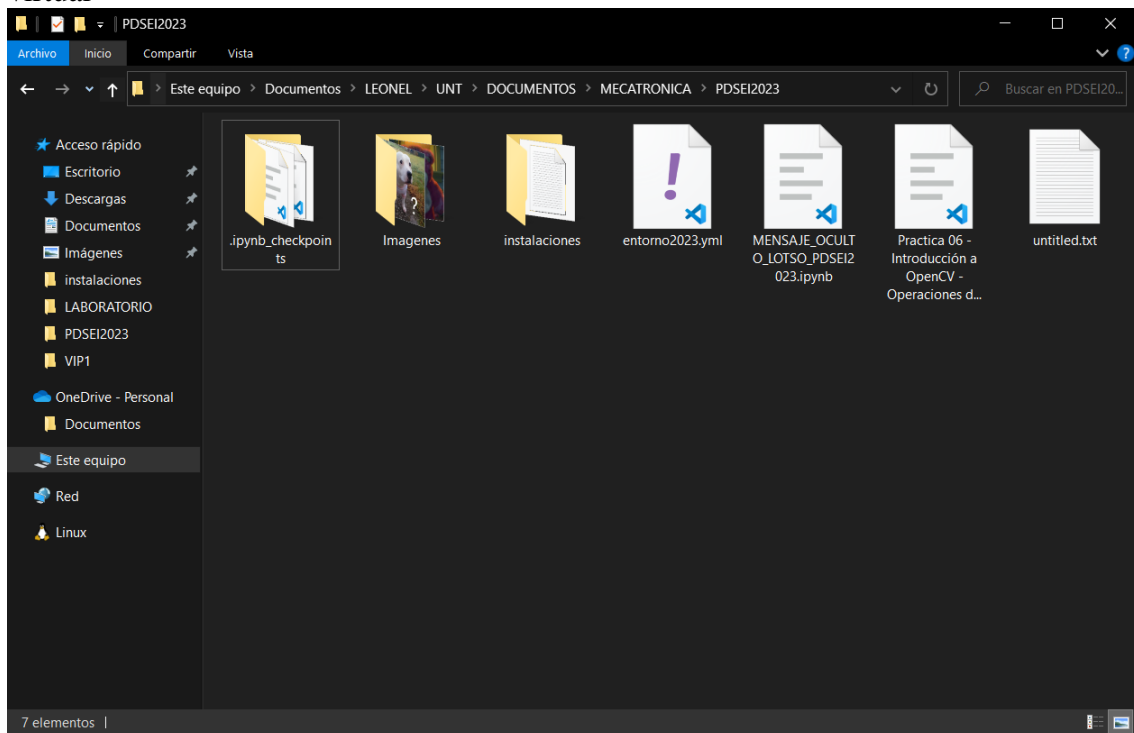 PDSEI2023
Archivo Inicio Compartir Vista
Este equipo > Documentos > LEONEL > UNT > DOCUMENTOS > MECATRONICA > PDSEI2023
Buscar en PDSEI20...
Acceso rápido
Escritorio
Descargas
Documentos
Imágenes
instalaciones
LABORATORIO
PDSEI2023
VIP1
OneDrive - Personal
Documentos
Este equipo
Red
Linux
.ipynb_checkpoin
ts
Imagenes
instalaciones
entorno2023.yml
MENSAJE_OCULT
O_LOTSO_PDSEI2
023.ipynb
Practica 06 -
Introducción a
OpenCV -
Operaciones d...
untitled.txt
7 elementos